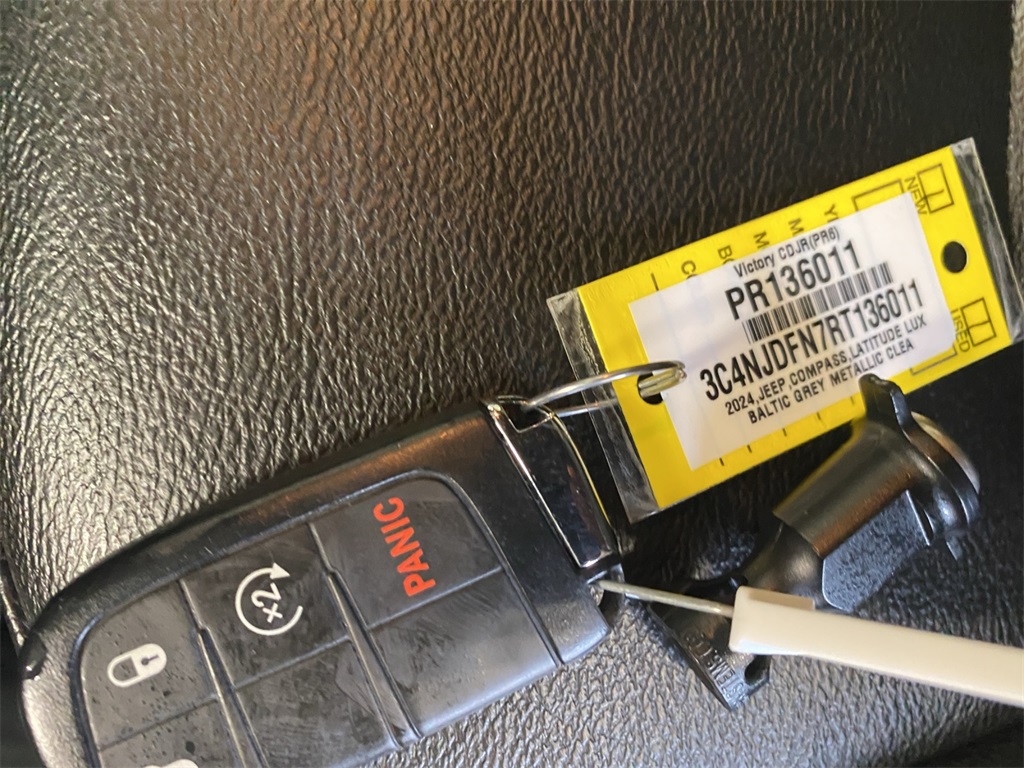 Victory CDJR(PR6)
PR136011
3C4NJDFN7RT136011
2024,JEEP,COMPASS,LATITUDE LUX
BALTIC GREY METALLIC CLEA
NEW
USED
PANIC
x2